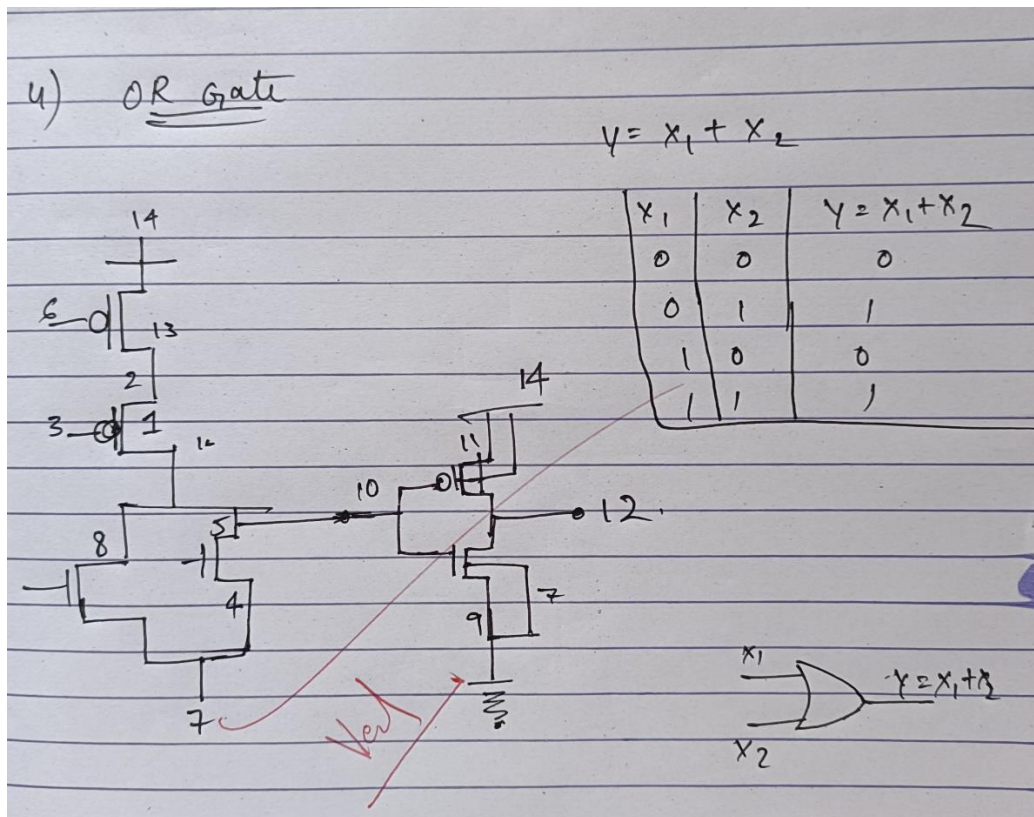 4) OR Gate
y = x₁ + x₂
x₁ x₂ y = x₁ + x₂
0 0 0
0 1 1
1 0 0
1 1 1
14
6
13
2
3
1
8
5
4
7
10
14
11
12.
7
9
x₁
x₂
y = x₁ + x₂